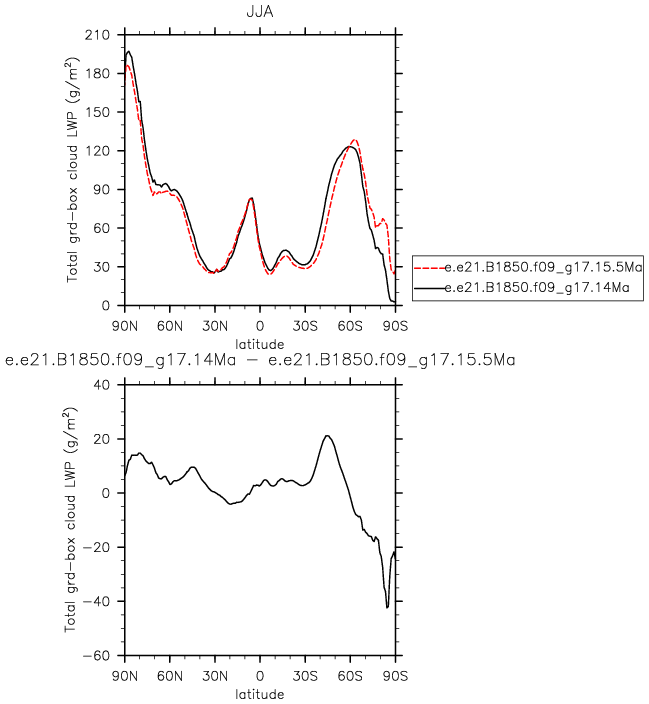 JJA
210
180
150
120
90
60
30
0
Total grd-box cloud LWP (g/m²)
90N 60N 30N 0 30S 60S 90S
latitude
e.e21.B1850.f09_g17.15.5Ma
e.e21.B1850.f09_g17.14Ma
e.e21.B1850.f09_g17.14Ma − e.e21.B1850.f09_g17.15.5Ma
40
20
0
−20
−40
−60
Total grd-box cloud LWP (g/m²)
90N 60N 30N 0 30S 60S 90S
latitude